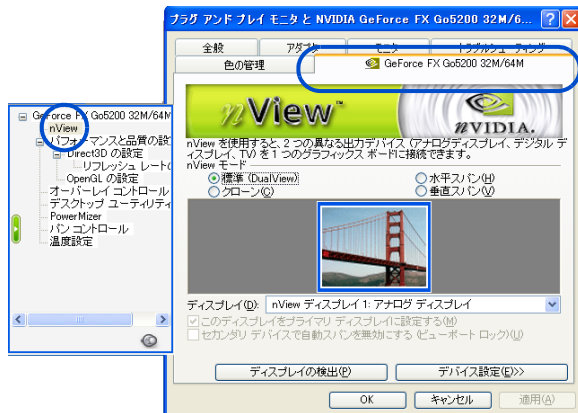 プラグ アンド プレイ モニタ と NVIDIA GeForce FX Go5200 32M/6...
全般
アダプタ
モニタ
トラブルシューティング
色の管理
GeForce FX Go5200 32M/64M
GeForce FX Go5200 32M/64M
nView
パフォーマンスと品質の設
Direct3D の設定
リフレッシュ レートの
OpenGL の設定
オーバーレイ コントロール
デスクトップ ユーティリティ
PowerMizer
パン コントロール
温度設定
nView™
NVIDIA.
nView を使用すると、2 つの異なる出力デバイス (アナログディスプレイ、デジタル デ
ィスプレイ、TV) を 1 つのグラフィックス ボードに接続できます。
nView モード
標準 (DualView)
水平スパン(H)
クローン(C)
垂直スパン(V)
ディスプレイ(D):
nView ディスプレイ 1: アナログ ディスプレイ
このディスプレイをプライマリ ディスプレイに設定する(M)
セカンダリ デバイスで自動スパンを無効にする (ビューポート ロック)(U)
ディスプレイの検出(P)
デバイス設定(E)>>
OK
キャンセル
適用(A)